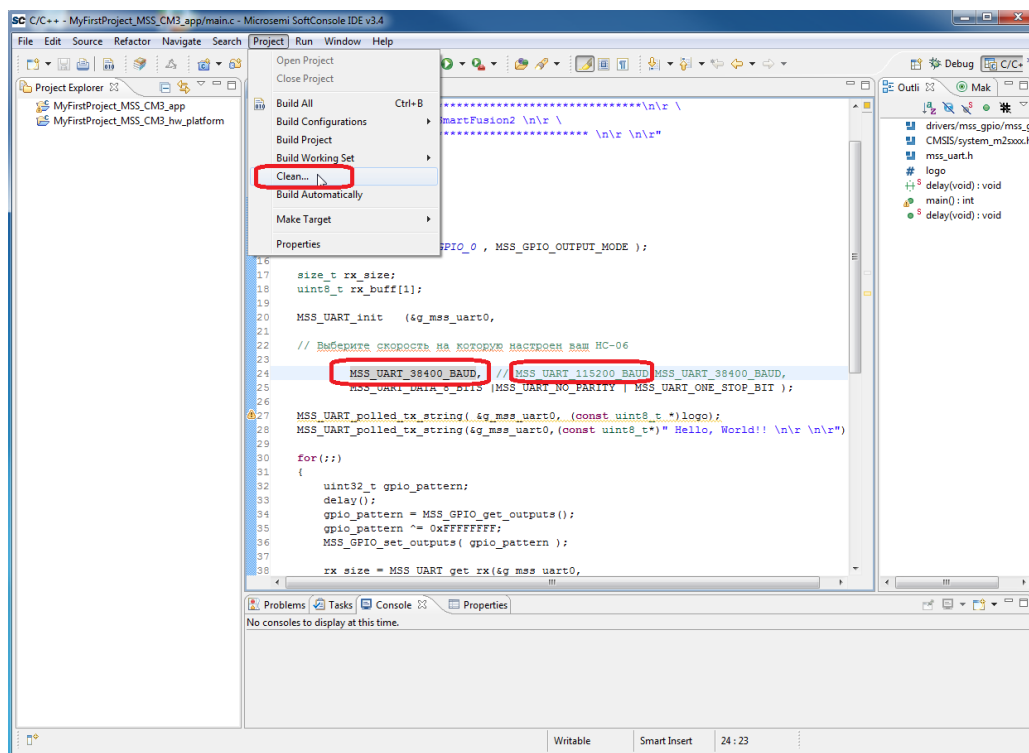 SC C/C++ - MyFirstProject_MSS_CM3_app/main.c - Microsemi SoftConsole IDE v3.4
File Edit Source Refactor Navigate Search Project Run Window Help
Debug C/C+
Open Project
Close Project
Build All Ctrl+B
Build Configurations
Build Project
Build Working Set
Clean...
Build Automatically
Make Target
Properties
Project Explorer
MyFirstProject_MSS_CM3_app
MyFirstProject_MSS_CM3_hw_platform
*****************************\n\r \
martFusion2 \n\r \
********************** \n\r \n\r"
GPIO_0 , MSS_GPIO_OUTPUT_MODE );
16
17 size_t rx_size;
18 uint8_t rx_buff[1];
19
20 MSS_UART_init (&g_mss_uart0,
21
22 // Выберите скорость на которую настроен ваш HC-06
23
24 MSS_UART_38400_BAUD, // MSS_UART_115200_BAUD MSS_UART_38400_BAUD,
25 MSS_UART_DATA_8_BITS |MSS_UART_NO_PARITY | MSS_UART_ONE_STOP_BIT );
26
27 MSS_UART_polled_tx_string( &g_mss_uart0, (const uint8_t *)logo);
28 MSS_UART_polled_tx_string(&g_mss_uart0,(const uint8_t*)" Hello, World!! \n\r \n\r")
29
30 for(;;)
31 {
32 uint32_t gpio_pattern;
33 delay();
34 gpio_pattern = MSS_GPIO_get_outputs();
35 gpio_pattern ^= 0xFFFFFFFF;
36 MSS_GPIO_set_outputs( gpio_pattern );
37
38 rx_size = MSS_UART_get_rx(&g_mss_uart0,
Outli Mak
drivers/mss_gpio/mss_g
CMSIS/system_m2sxxx.h
mss_uart.h
logo
delay(void) : void
main() : int
delay(void) : void
Problems Tasks Console Properties
No consoles to display at this time.
Writable Smart Insert 24 : 23